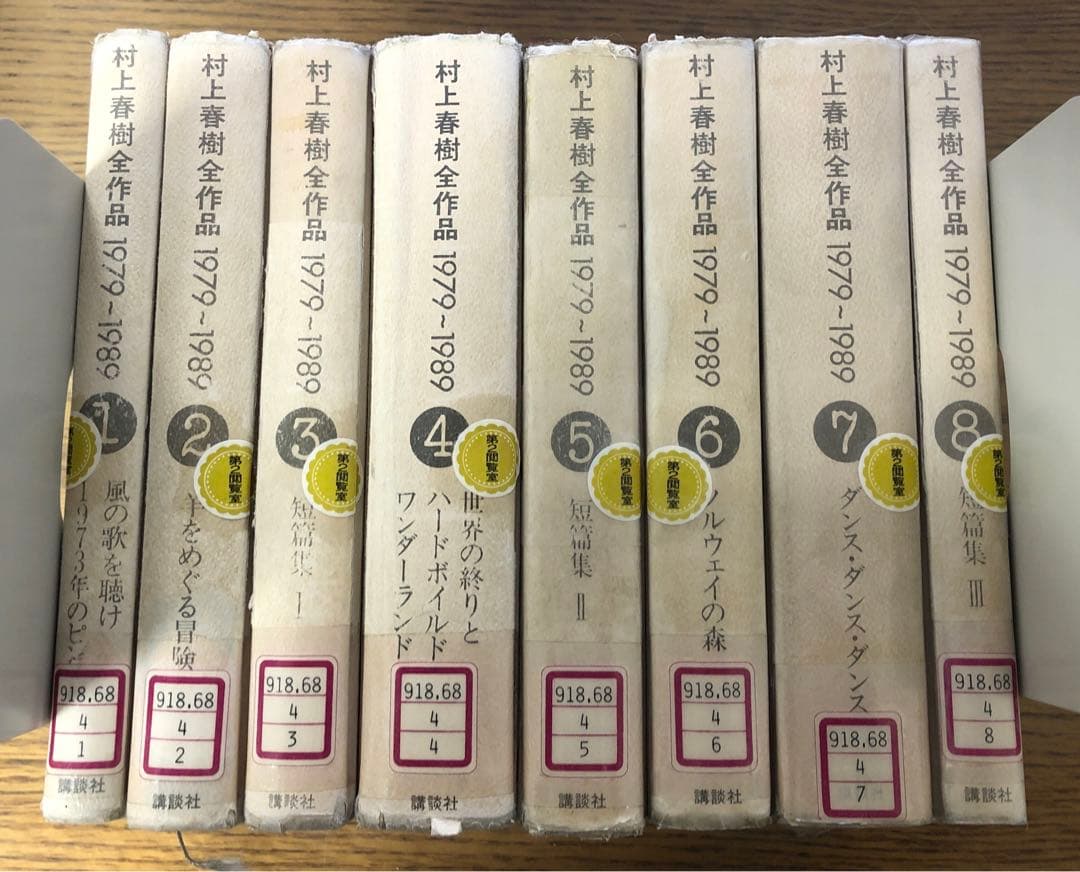 村上春樹全作品 1979〜1989
1
風の歌を聴け
1973年のピン
第2閲覧室
918.68
4
1
講談社
村上春樹全作品 1979〜1989
2
羊をめぐる冒険
第2閲覧室
918.68
4
2
講談社
村上春樹全作品 1979〜1989
3
短篇集 I
第2閲覧室
918.68
4
3
講談社
村上春樹全作品 1979〜1989
4
世界の終りと
ハードボイルド
ワンダーランド
第2閲覧室
918.68
4
4
講談社
村上春樹全作品 1979〜1989
5
短篇集 II
第2閲覧室
918.68
4
5
講談社
村上春樹全作品 1979〜1989
6
ノルウェイの森
第2閲覧室
918.68
4
6
講談社
村上春樹全作品 1979〜1989
7
ダンス・ダンス・ダンス
第2閲覧室
918.68
4
7
村上春樹全作品 1979〜1989
8
短篇集 III
第2閲覧室
918.68
4
8
講談社